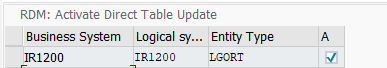 RDM: Activate Direct Table Update
Business System Logical sy... Entity Type A
IR1200 IR1200 LGORT